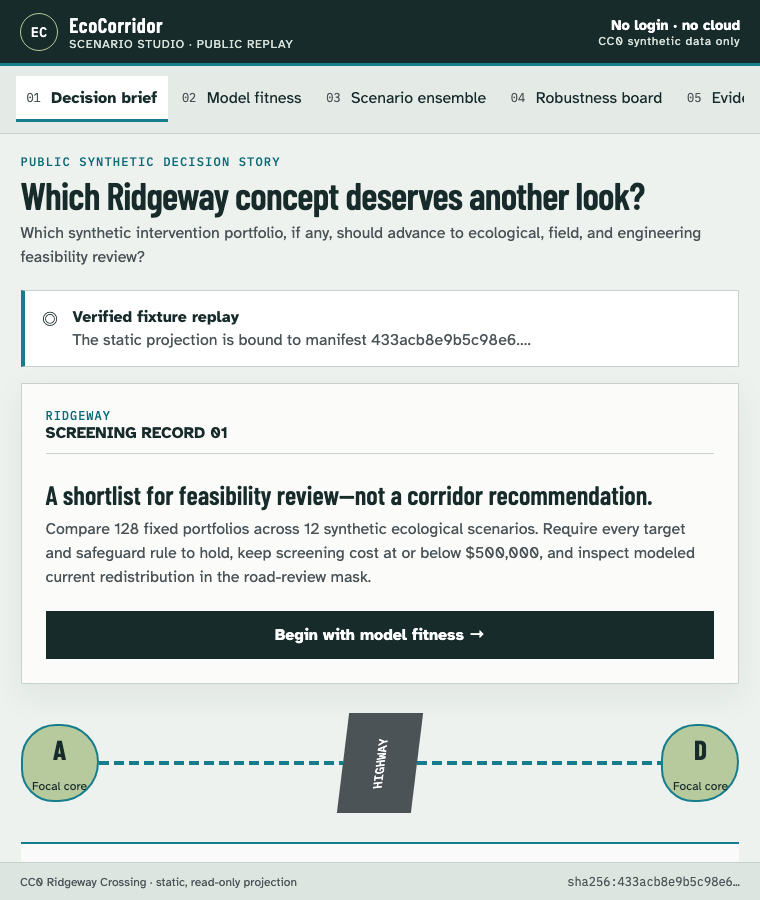 EC
EcoCorridor
SCENARIO STUDIO · PUBLIC REPLAY
No login · no cloud
CC0 synthetic data only
01 Decision brief
02 Model fitness
03 Scenario ensemble
04 Robustness board
05 Evide
PUBLIC SYNTHETIC DECISION STORY
Which Ridgeway concept deserves another look?
Which synthetic intervention portfolio, if any, should advance to ecological, field, and engineering
feasibility review?
Verified fixture replay
The static projection is bound to manifest 433acb8e9b5c98e6….
RIDGEWAY
SCREENING RECORD 01
A shortlist for feasibility review—not a corridor recommendation.
Compare 128 fixed portfolios across 12 synthetic ecological scenarios. Require every target
and safeguard rule to hold, keep screening cost at or below $500,000, and inspect modeled
current redistribution in the road-review mask.
Begin with model fitness →
A
Focal core
HIGHWAY
D
Focal core
CC0 Ridgeway Crossing · static, read-only projection
sha256:433acb8e9b5c98e6…